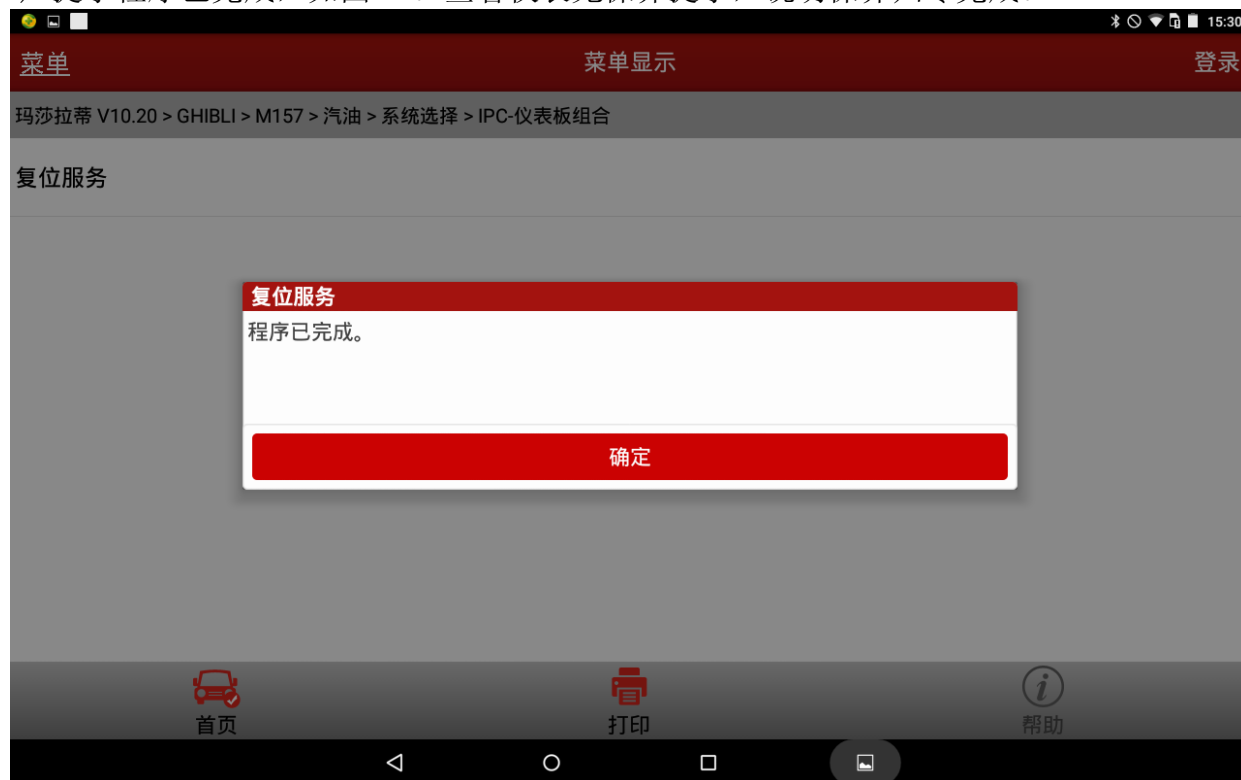 15:30
菜单 菜单显示 登录
玛莎拉蒂 V10.20 > GHIBLI > M157 > 汽油 > 系统选择 > IPC-仪表板组合
复位服务
复位服务
程序已完成。
确定
首页 打印 帮助